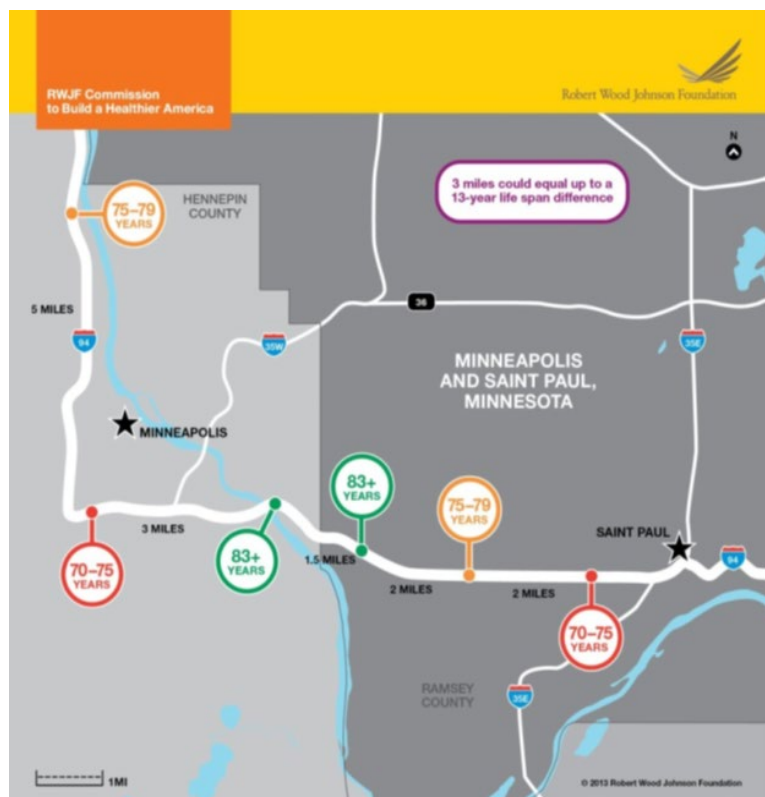 RWJF Commission
to Build a Healthier America
Robert Wood Johnson Foundation
N
3 miles could equal up to a
13-year life span difference
HENNEPIN
COUNTY
75–79
YEARS
5 MILES
94
35W
36
35E
MINNEAPOLIS
AND SAINT PAUL,
MINNESOTA
MINNEAPOLIS
83+
YEARS
75–79
YEARS
SAINT PAUL
3 MILES
70–75
YEARS
83+
YEARS
1.5 MILES
2 MILES
2 MILES
94
70–75
YEARS
RAMSEY
COUNTY
35E
1MI
© 2013 Robert Wood Johnson Foundation